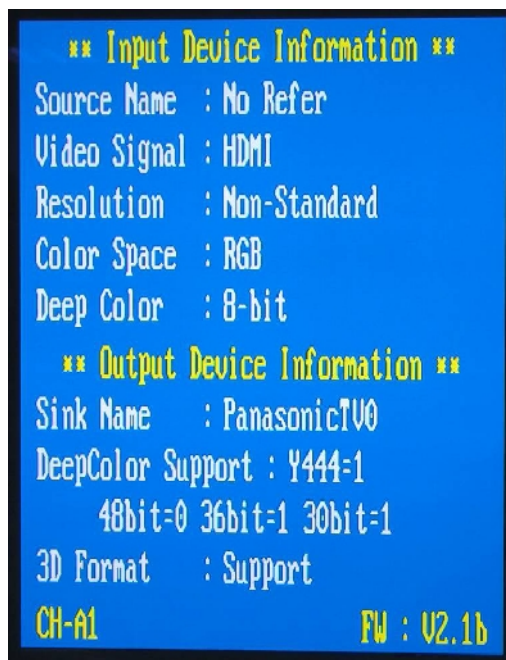 ** Input Device Information **
Source Name : No Refer
Video Signal : HDMI
Resolution : Non-Standard
Color Space : RGB
Deep Color : 8-bit
** Output Device Information **
Sink Name : PanasonicTV0
DeepColor Support : Y444=1
48bit=0 36bit=1 30bit=1
3D Format : Support
CH-A1 FW : V2.1b